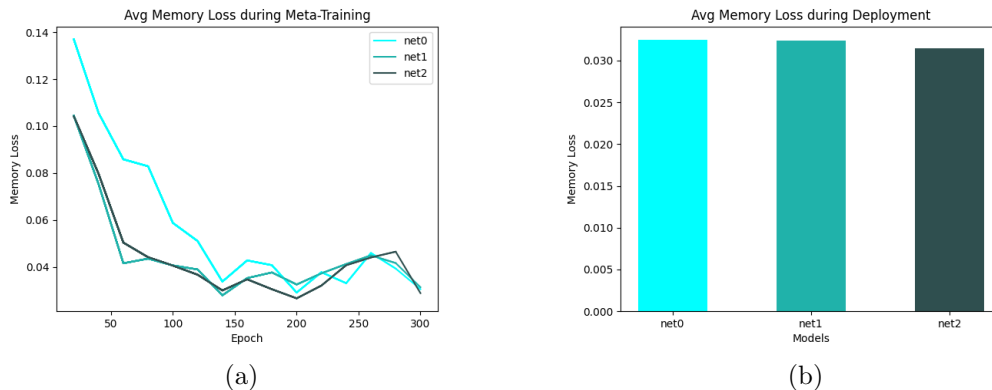 Avg Memory Loss during Meta-Training
Memory Loss
0.14
0.12
0.10
0.08
0.06
0.04
net0
net1
net2
50
100
150
200
250
300
Epoch
(a)
Avg Memory Loss during Deployment
Memory Loss
0.030
0.025
0.020
0.015
0.010
0.005
0.000
net0
net1
net2
Models
(b)